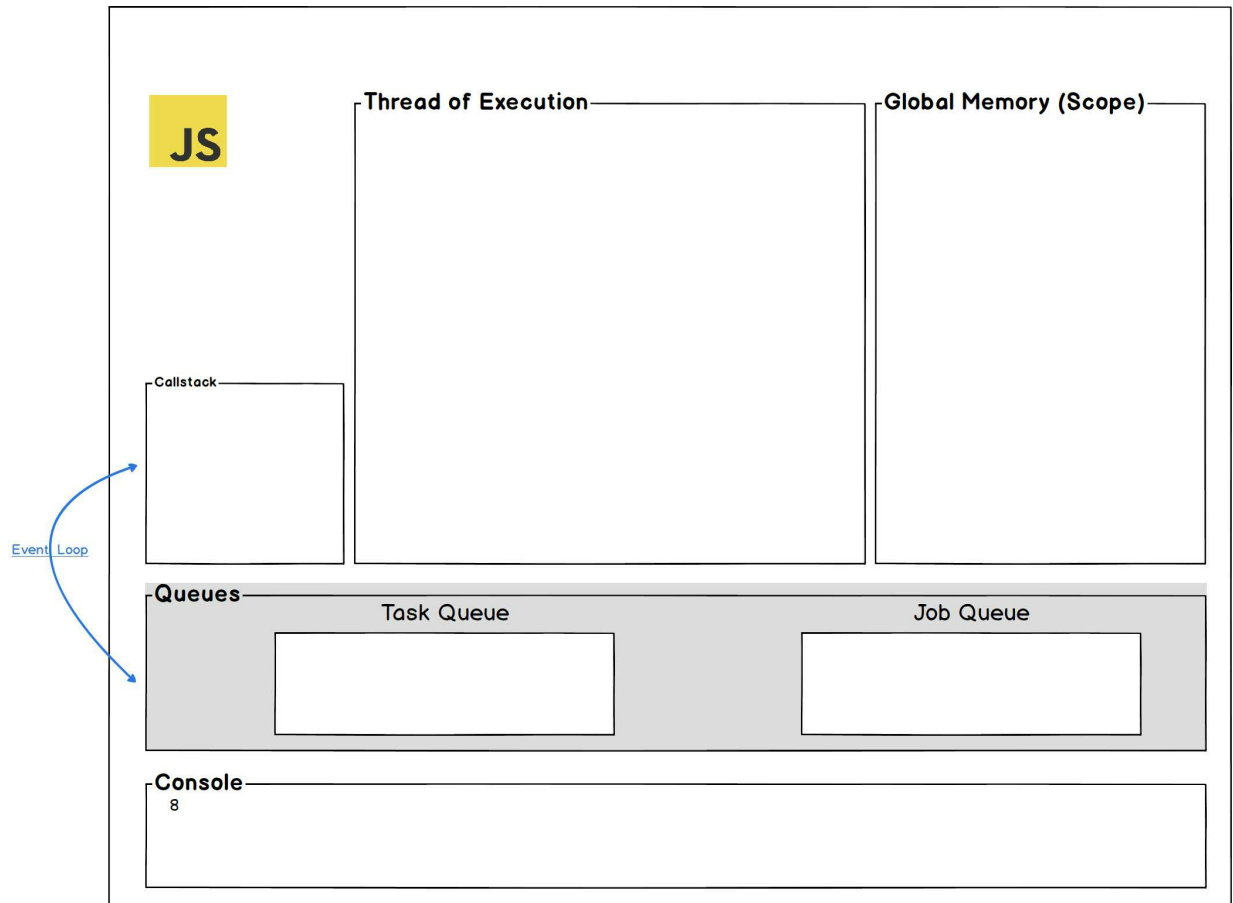 JS
Thread of Execution
Global Memory (Scope)
Callstack
Event Loop
Queues
Task Queue
Job Queue
Console
8